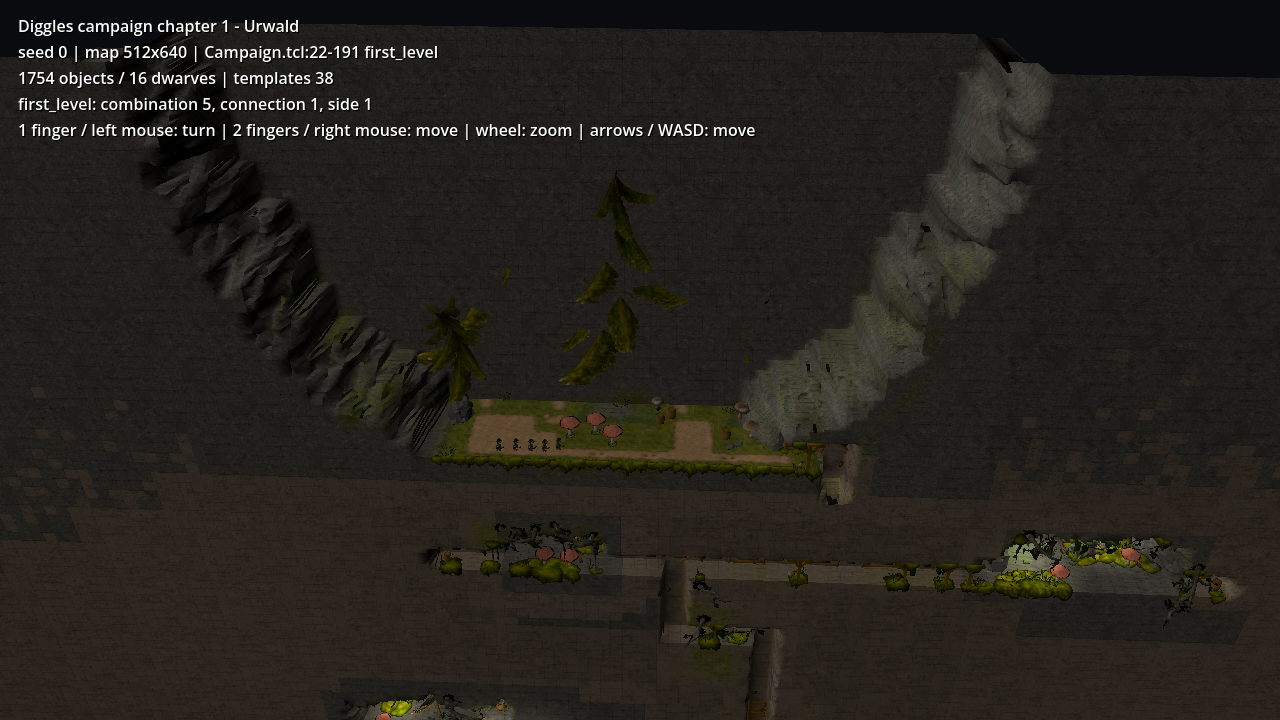 Diggles campaign chapter 1 - Urwald
seed 0 | map 512x640 | Campaign.tcl:22-191 first_level
1754 objects / 16 dwarves | templates 38
first_level: combination 5, connection 1, side 1
1 finger / left mouse: turn | 2 fingers / right mouse: move | wheel: zoom | arrows / WASD: move